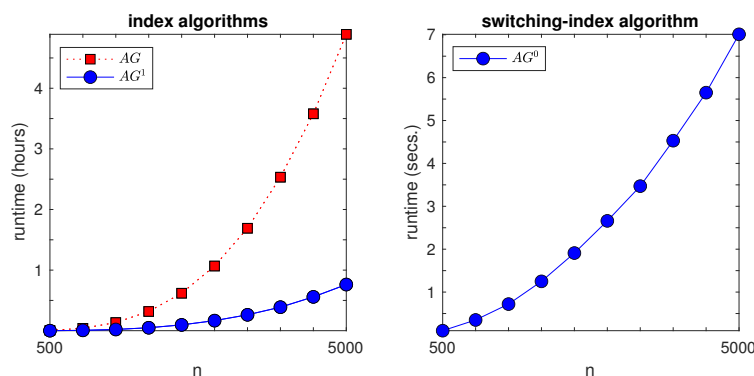 index algorithms
AG
AG¹
runtime (hours)
4
3
2
1
500
5000
n
switching-index algorithm
AG⁰
runtime (secs.)
7
6
5
4
3
2
1
500
5000
n